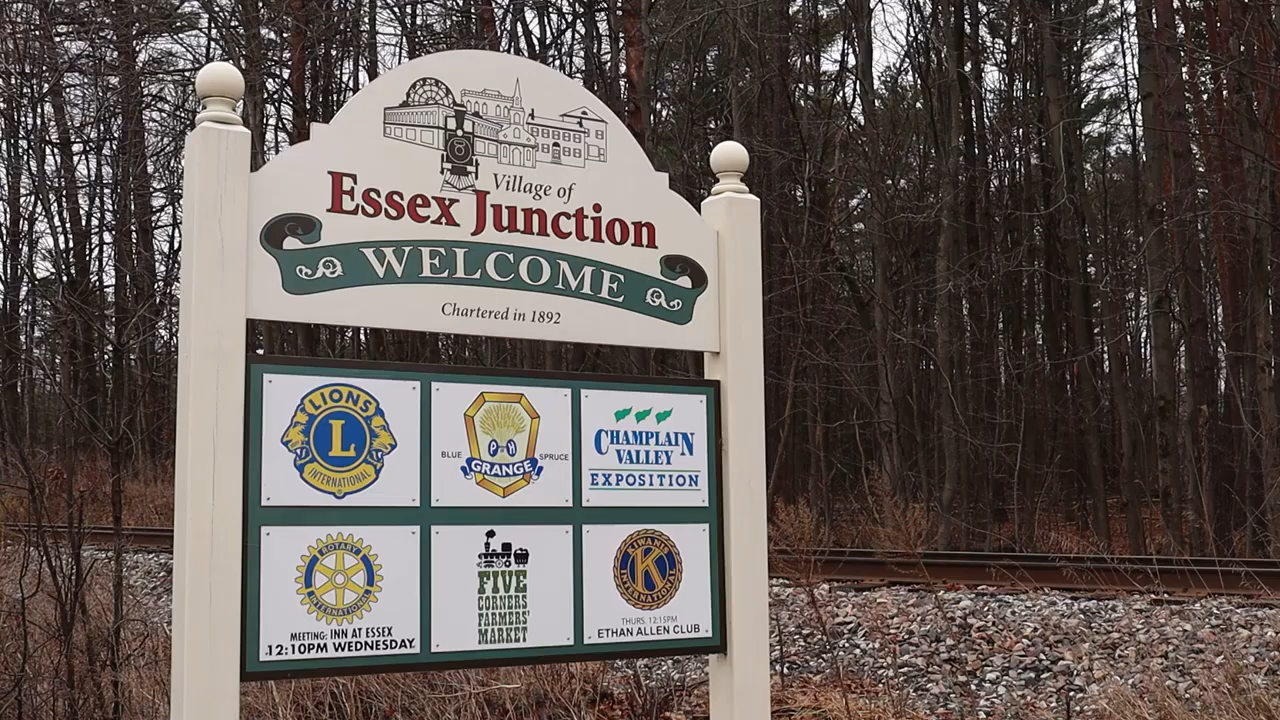 Village of
Essex Junction
WELCOME
Chartered in 1892
LIONS
L
INTERNATIONAL
BLUE SPRUCE
P H
GRANGE
CHAMPLAIN
VALLEY
EXPOSITION
ROTARY
INTERNATIONAL
MEETING: INN AT ESSEX
12:10PM WEDNESDAY
FIVE
CORNERS
FARMERS'
MARKET
KIWANIS
K
INTERNATIONAL
THURS. 12:15PM
ETHAN ALLEN CLUB